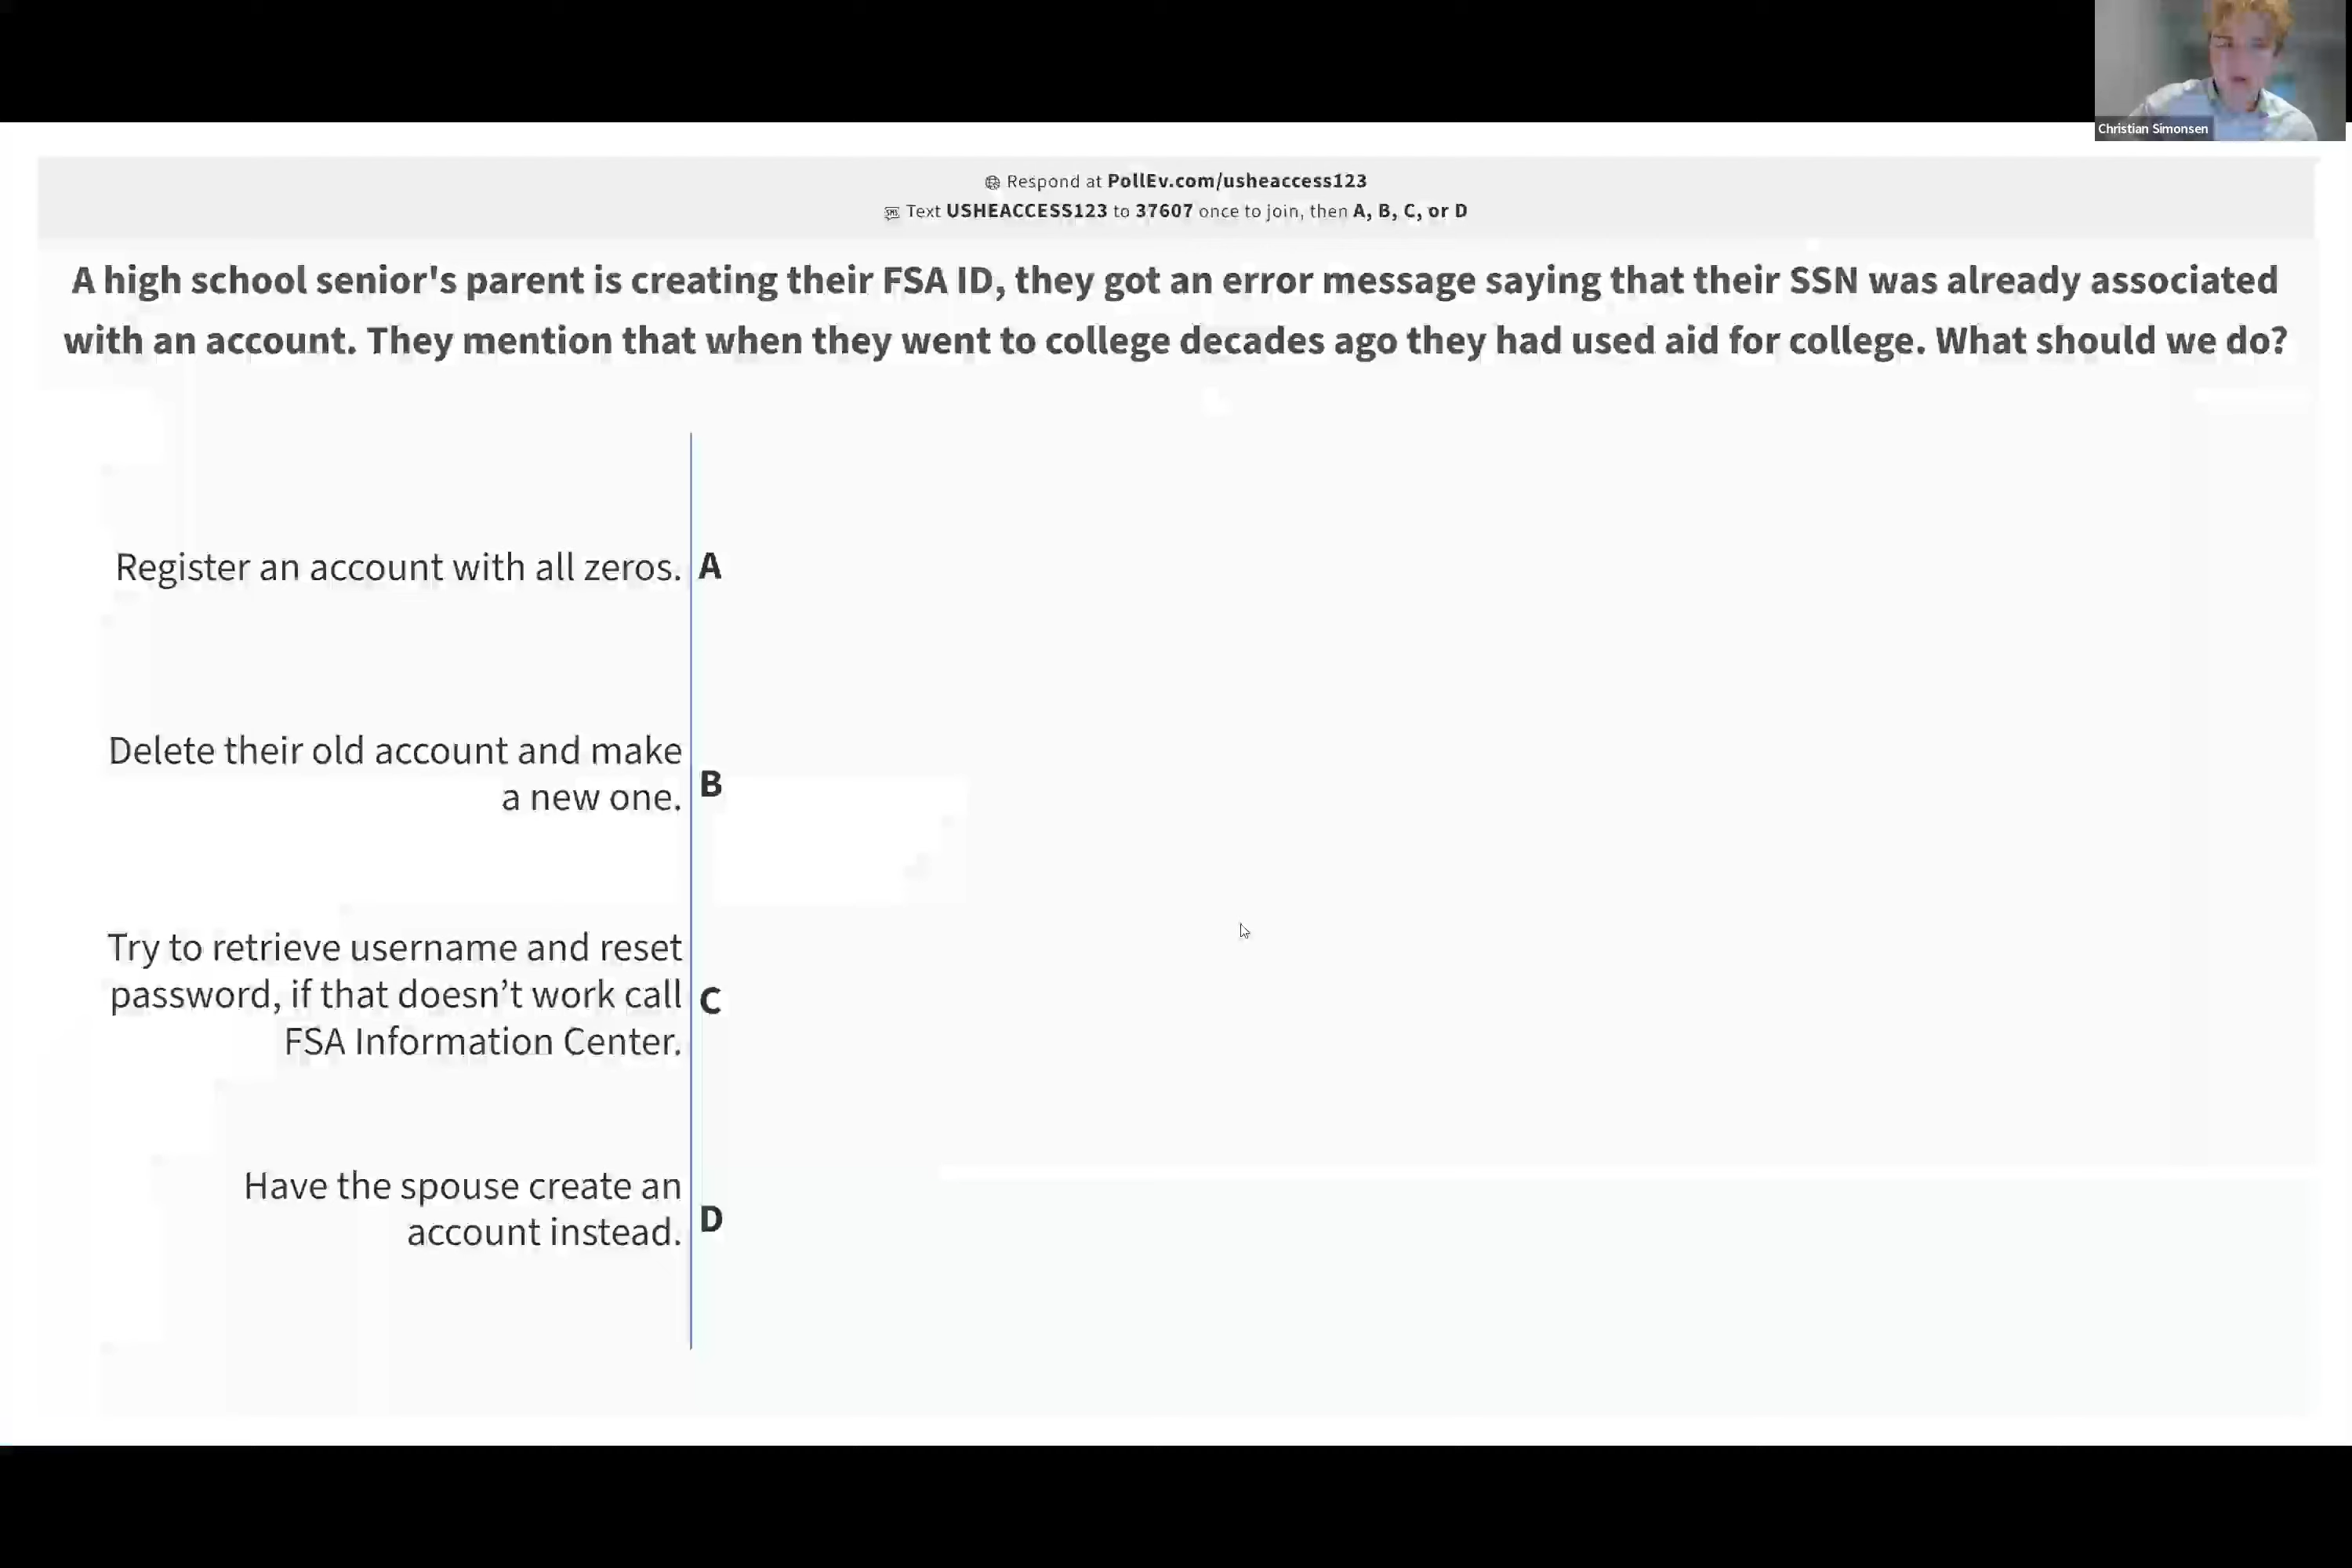 Christian Simonsen
Respond at PollEv.com/usheaccess123
SMS Text USHEACCESS123 to 37607 once to join, then A, B, C, or D
A high school senior's parent is creating their FSA ID, they got an error message saying that their SSN was already associated
with an account. They mention that when they went to college decades ago they had used aid for college. What should we do?
Register an account with all zeros. A
Delete their old account and make
a new one. B
Try to retrieve username and reset
password, if that doesn’t work call C
FSA Information Center.
Have the spouse create an
account instead. D